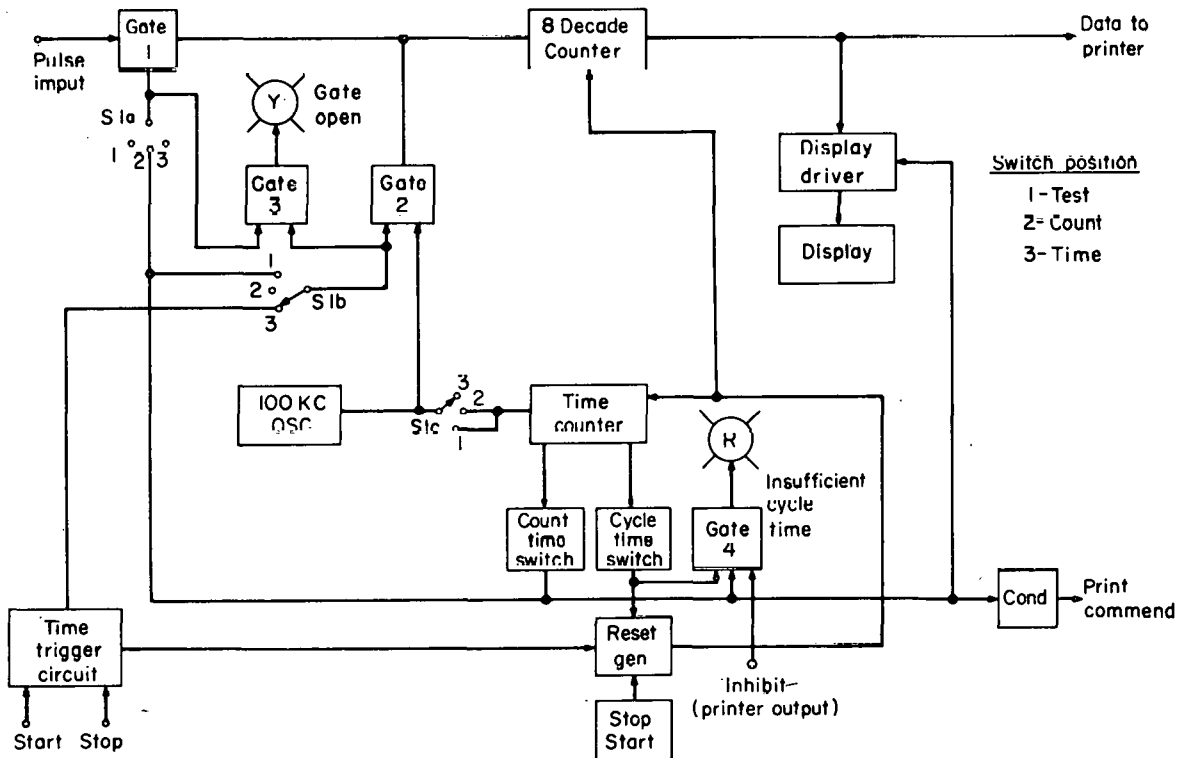 Gate
1
Pulse
imput
8 Decade
Counter
Data to
printer
S1a
1 2 3
Y
Gate
open
Gate
3
Gato
2
Display
driver
Display
Switch position
1-Test
2=Count
3-Time
1
2
3
S1b
100 KC
OSC
3
2
1
S1c
Time
counter
R
Insufficient
cycle
time
Count
time
switch
Cycle
time
switch
Gate
4
Cond
Print
commend
Time
trigger
circuit
Reset
gen
Inhibit-
(printer output)
Stop
Start
Start Stop